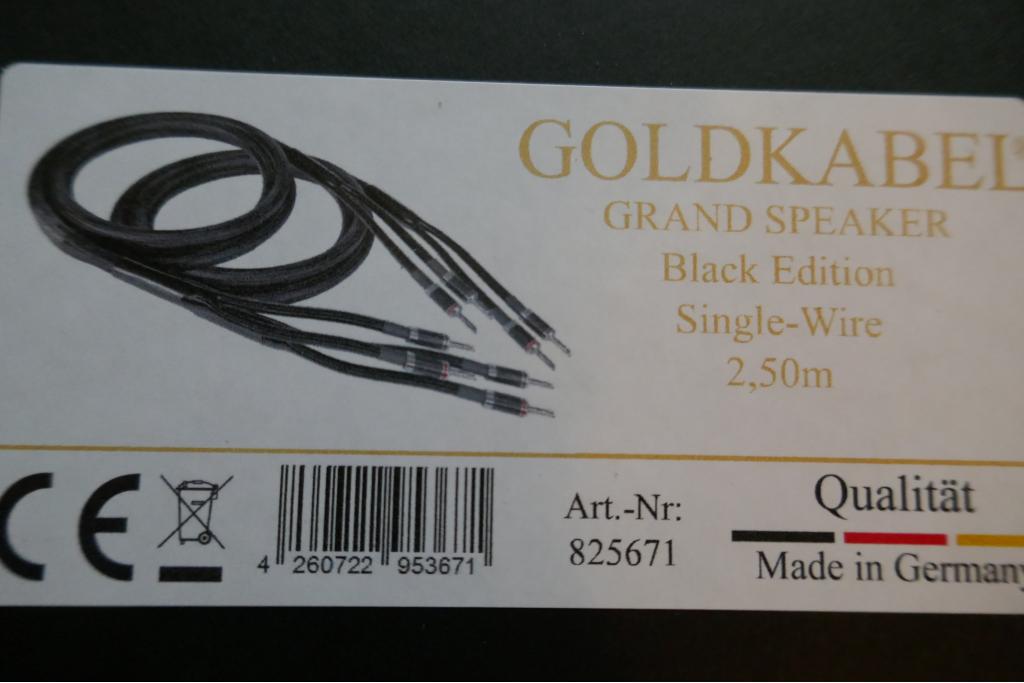 GOLDKABEL®
GRAND SPEAKER
Black Edition
Single-Wire
2,50m
CE
4 260722 953671
Art.-Nr:
825671
Qualität
Made in Germany